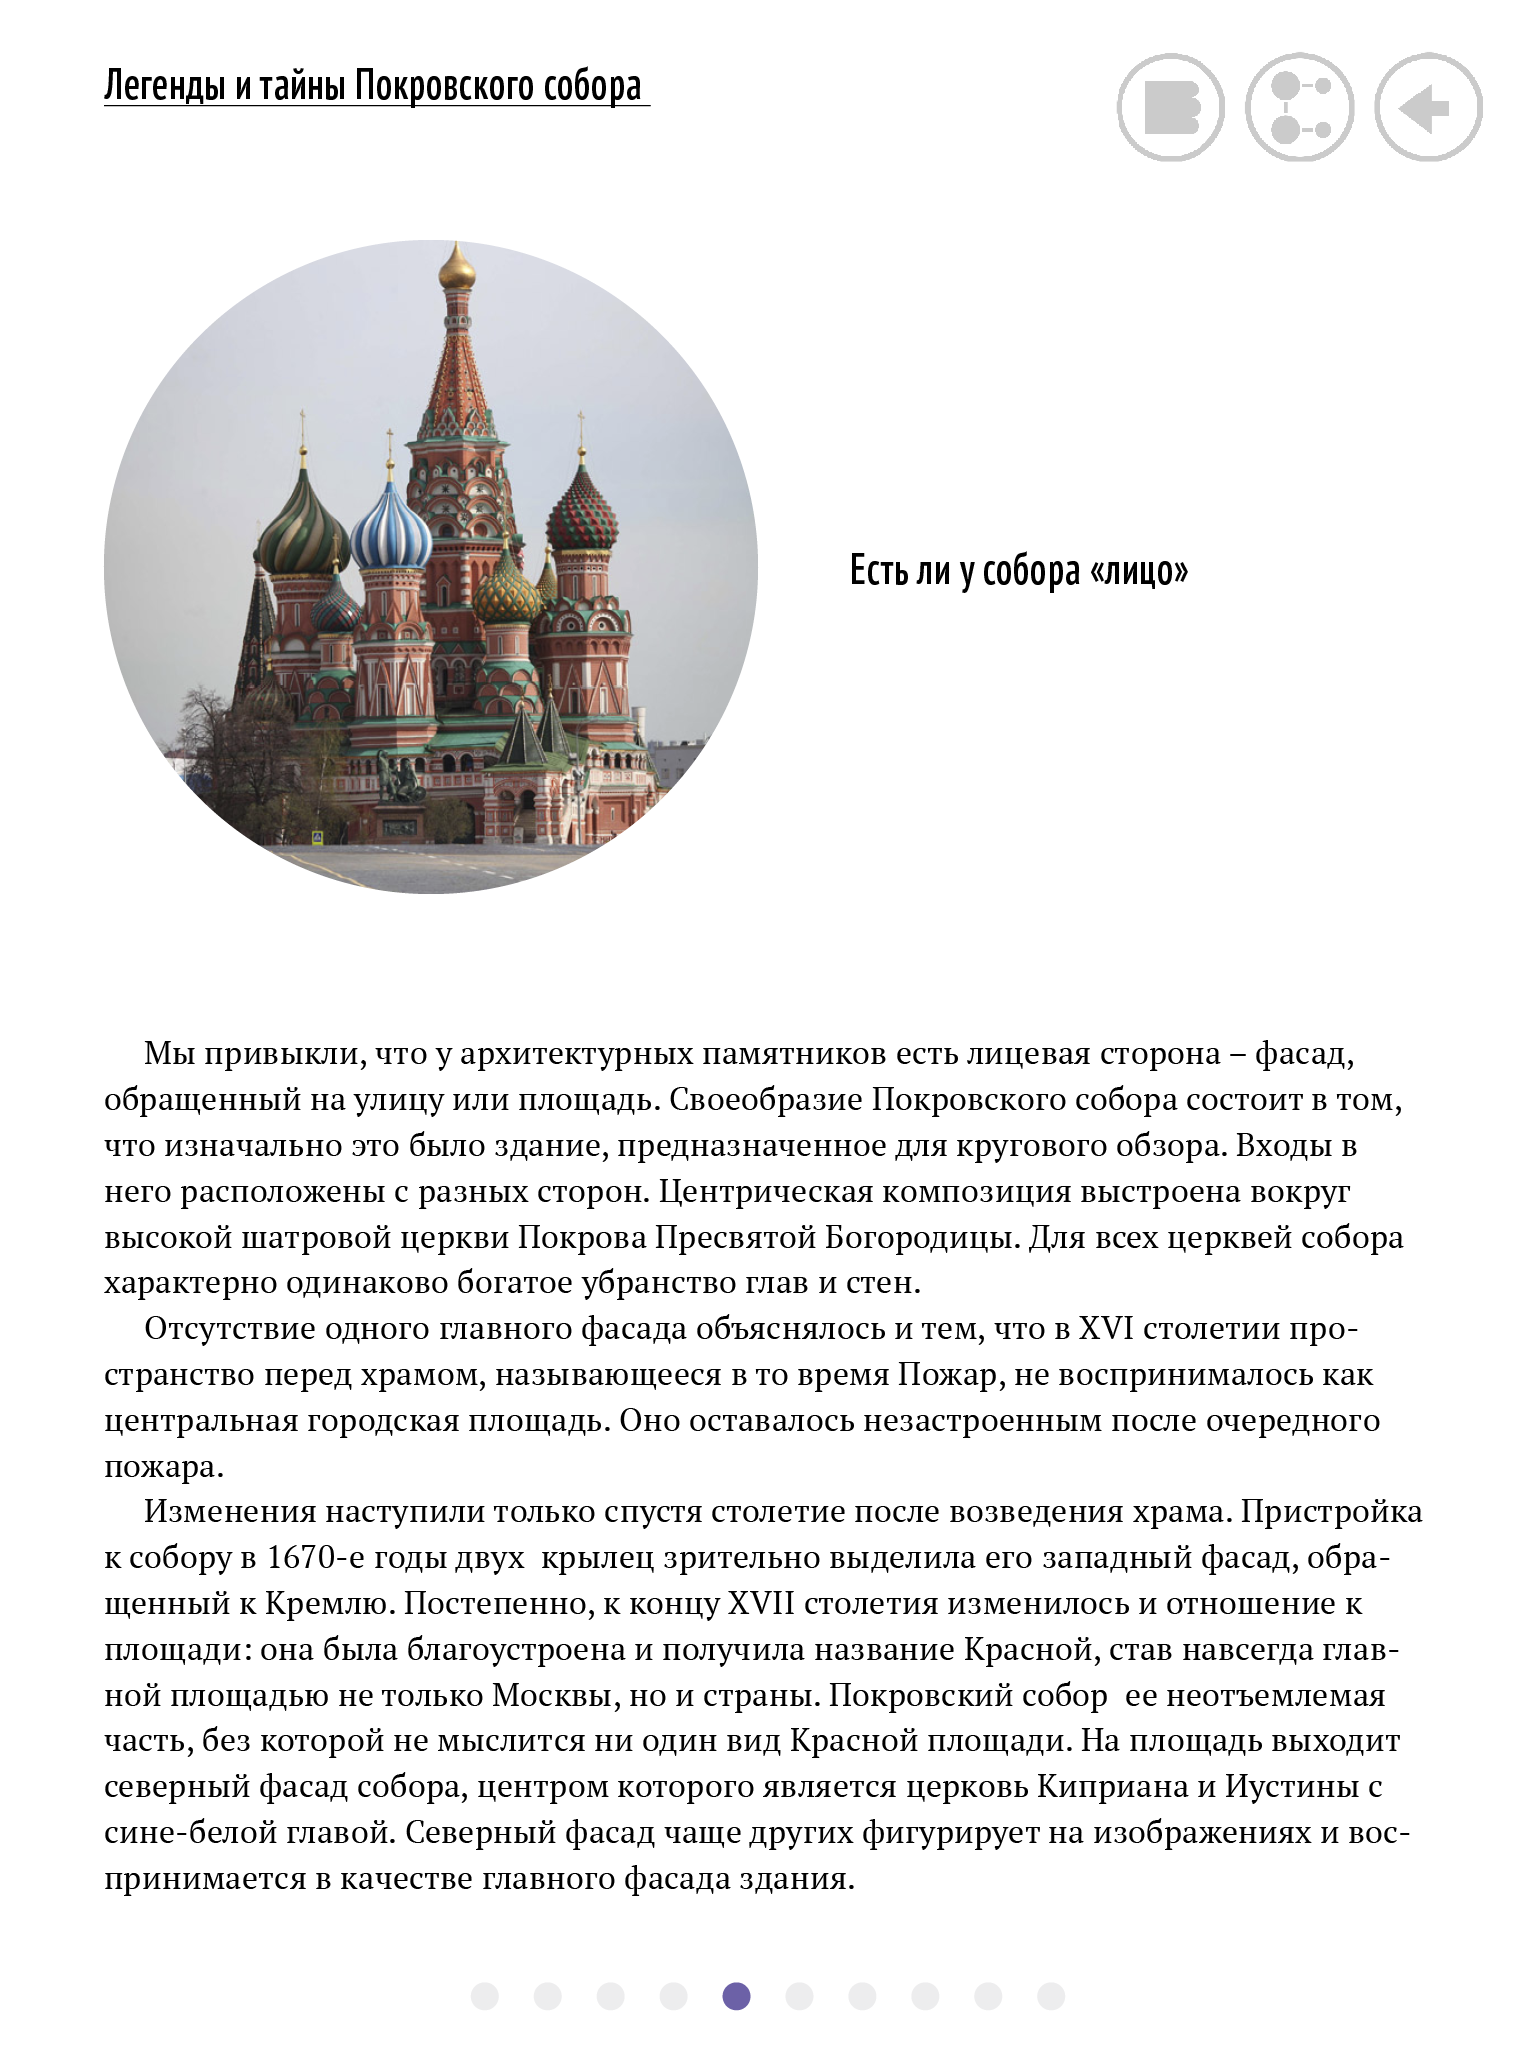 Легенды и тайны Покровского собора
Есть ли у собора «лицо»
Мы привыкли, что у архитектурных памятников есть лицевая сторона – фасад,
обращенный на улицу или площадь. Своеобразие Покровского собора состоит в том,
что изначально это было здание, предназначенное для кругового обзора. Входы в
него расположены с разных сторон. Центрическая композиция выстроена вокруг
высокой шатровой церкви Покрова Пресвятой Богородицы. Для всех церквей собора
характерно одинаково богатое убранство глав и стен.
Отсутствие одного главного фасада объяснялось и тем, что в XVI столетии про-
странство перед храмом, называющееся в то время Пожар, не воспринималось как
центральная городская площадь. Оно оставалось незастроенным после очередного
пожара.
Изменения наступили только спустя столетие после возведения храма. Пристройка
к собору в 1670-е годы двух  крылец зрительно выделила его западный фасад, обра-
щенный к Кремлю. Постепенно, к концу XVII столетия изменилось и отношение к
площади: она была благоустроена и получила название Красной, став навсегда глав-
ной площадью не только Москвы, но и страны. Покровский собор  ее неотъемлемая
часть, без которой не мыслится ни один вид Красной площади. На площадь выходит
северный фасад собора, центром которого является церковь Киприана и Иустины с
сине-белой главой. Северный фасад чаще других фигурирует на изображениях и вос-
принимается в качестве главного фасада здания.